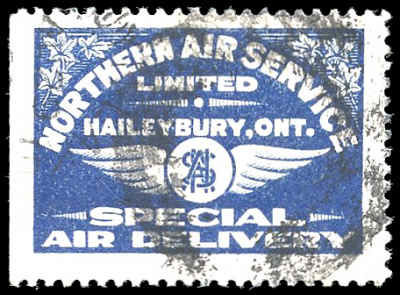 NORTHERN AIR SERVICE
LIMITED
HAILEYBURY, ONT.
SPECIAL
AIR DELIVERY